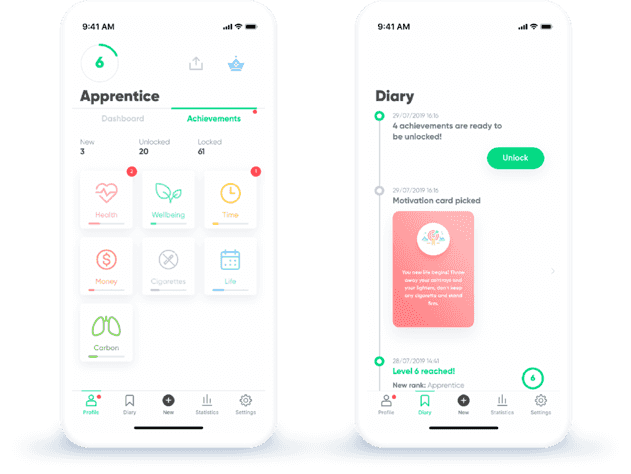 9:41 AM
6
Apprentice
Dashboard
Achievements
New
Unlocked
Locked
3
20
61
2
1
Health
Wellbeing
Time
$
Money
Cigarettes
Life
Carbon
Profile
Diary
New
Statistics
Settings
9:41 AM
Diary
29/07/2019 16:16
4 achievements are ready to
be unlocked!
Unlock
29/07/2019 16:16
Motivation card picked
You new life begins! Throw
away your ashtrays and
your lighters, don't keep
any cigarette and stand
firm.
28/07/2019 14:41
Level 6 reached!
New rank: Apprentice
6
Profile
Diary
New
Statistics
Settings